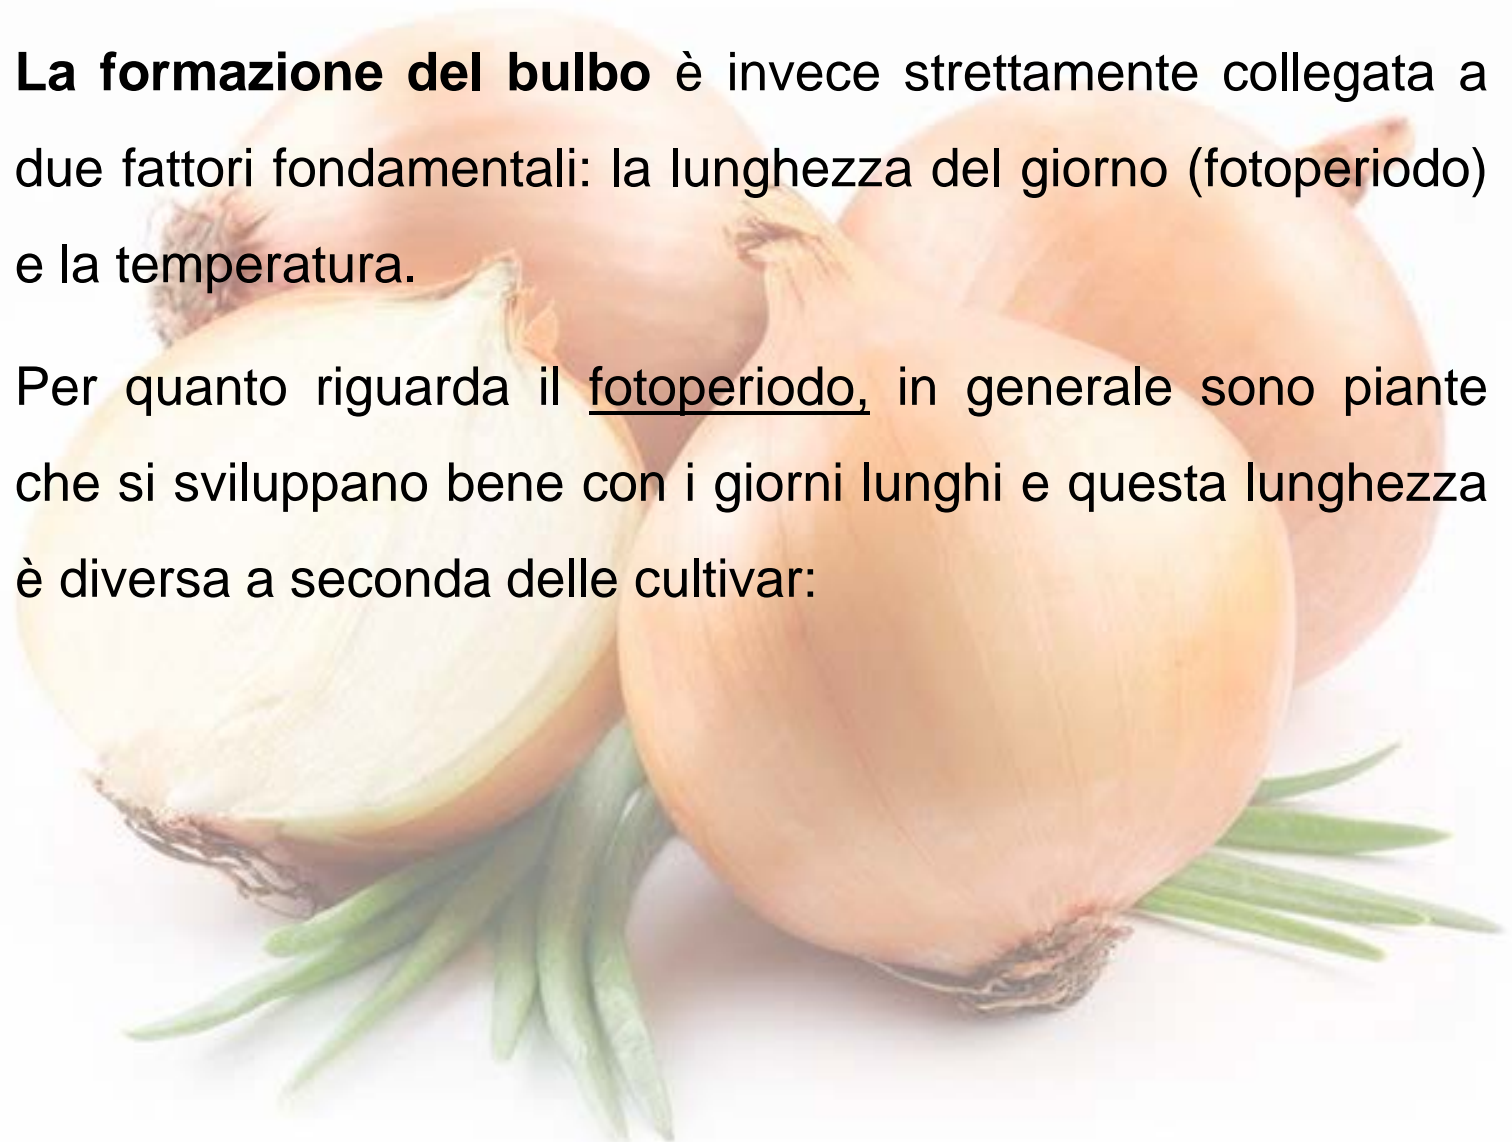 La formazione del bulbo è invece strettamente collegata a
due fattori fondamentali: la lunghezza del giorno (fotoperiodo)
e la temperatura.
Per quanto riguarda il fotoperiodo, in generale sono piante
che si sviluppano bene con i giorni lunghi e questa lunghezza
è diversa a seconda delle cultivar: